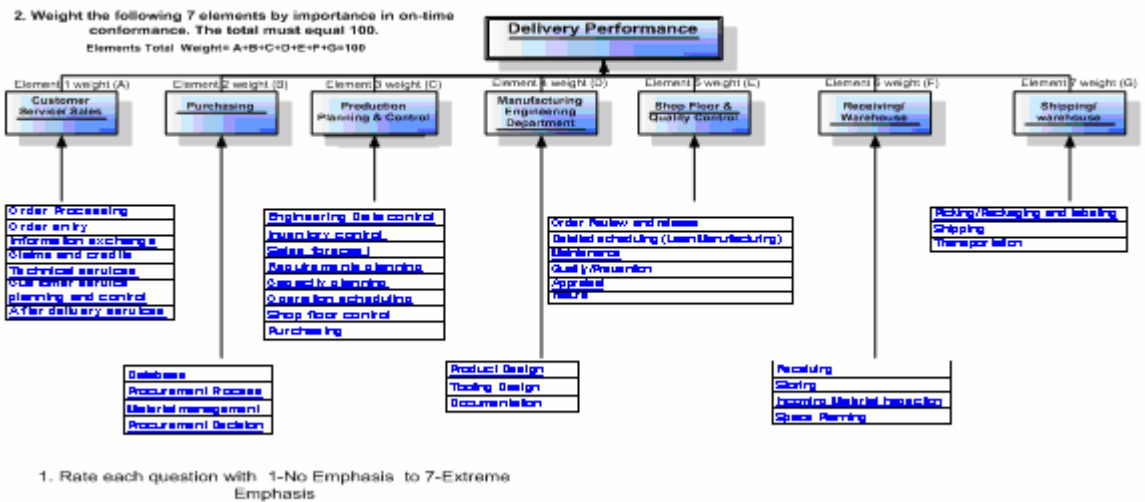 2. Weight the following 7 elements by importance in on-time
conformance. The total must equal 100.
Elements Total Weight= A+B+C+D+E+F+G=100
Delivery Performance
Element 1 weight (A)
Element 2 weight (B)
Element 3 weight (C)
Element 4 weight (D)
Element 5 weight (E)
Element 6 weight (F)
Element 7 weight (G)
Customer
Service/ Sales
Purchasing
Production
Planning & Control
Manufacturing
Engineering
Department
Shop Floor &
Quality Control
Receiving/
Warehouse
Shipping/
warehouse
Order Processing
Order entry
Information exchange
Claims and credits
Technical services
Customer service
planning and control
After delivery services
Engineering Data control
Inventory control
Sales forecast
Requirements planning
Capacity planning
Operation scheduling
Shop floor control
Purchasing
Order Review and release
Detailed scheduling (Lean Manufacturing)
Maintenance
Quality/Prevention
Appraisal
Picking/Packaging and labeling
Shipping
Transportation
Database
Procurement Process
Material management
Procurement Decision
Product Design
Tooling Design
Documentation
Receiving
Storing
Incoming Material Inspection
Space Planning
1. Rate each question with 1-No Emphasis to 7-Extreme
Emphasis